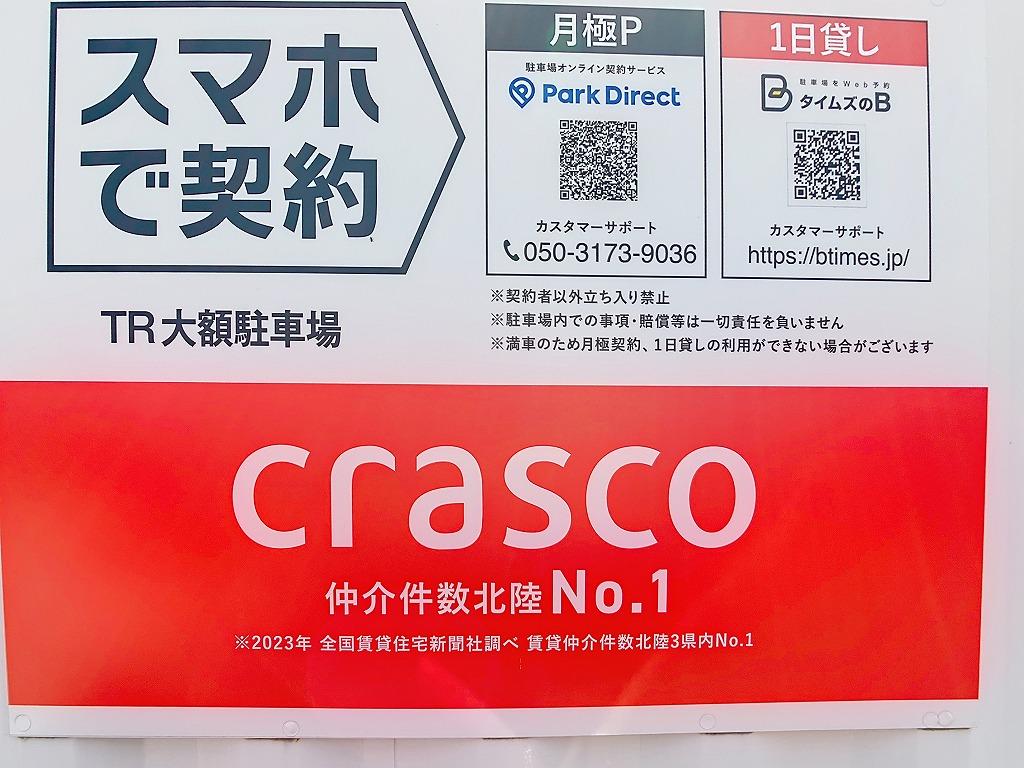 スマホ
で契約
TR大額駐車場
月極P
駐車場オンライン契約サービス
Park Direct
カスタマーサポート
050-3173-9036
1日貸し
駐車場をWeb予約
タイムズのB
カスタマーサポート
https://btimes.jp/
※契約者以外立ち入り禁止
※駐車場内での事項・賠償等は一切責任を負いません
※満車のため月極契約、1日貸しの利用ができない場合がございます
crasco
仲介件数北陸No.1
※2023年 全国賃貸住宅新聞社調べ 賃貸仲介件数北陸3県内No.1